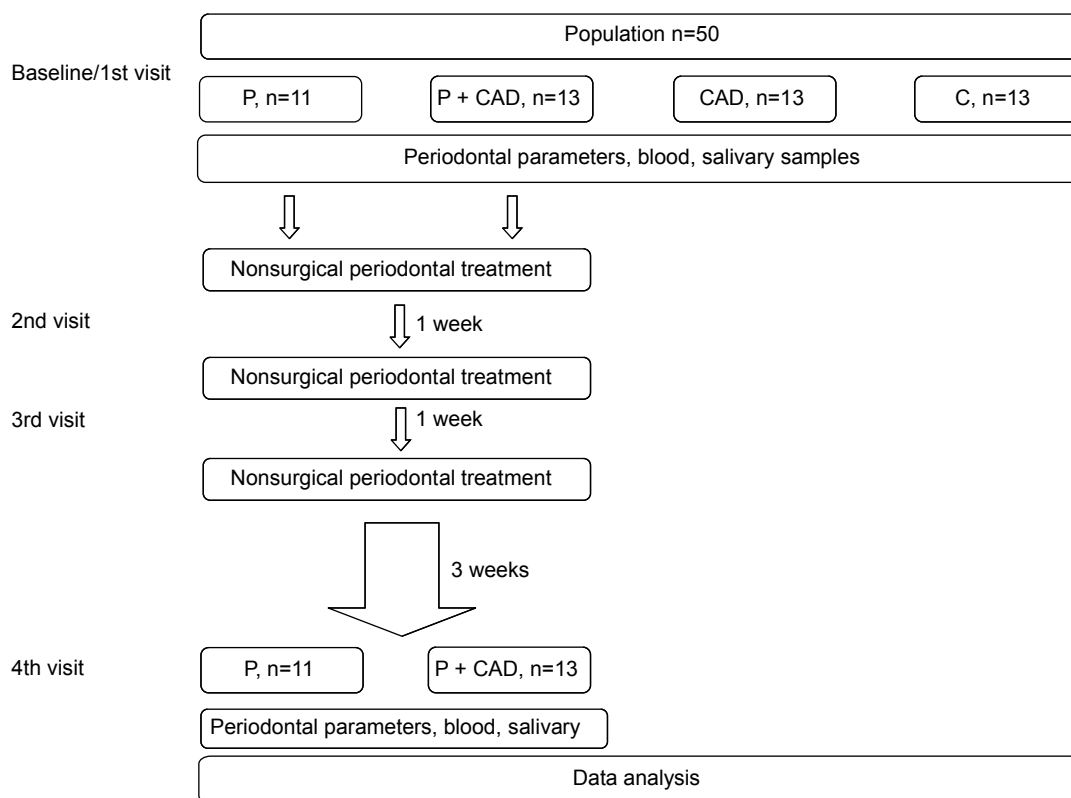 Population n=50
Baseline/1st visit
P, n=11
P + CAD, n=13
CAD, n=13
C, n=13
Periodontal parameters, blood, salivary samples
Nonsurgical periodontal treatment
2nd visit
1 week
Nonsurgical periodontal treatment
3rd visit
1 week
Nonsurgical periodontal treatment
3 weeks
4th visit
P, n=11
P + CAD, n=13
Periodontal parameters, blood, salivary
Data analysis